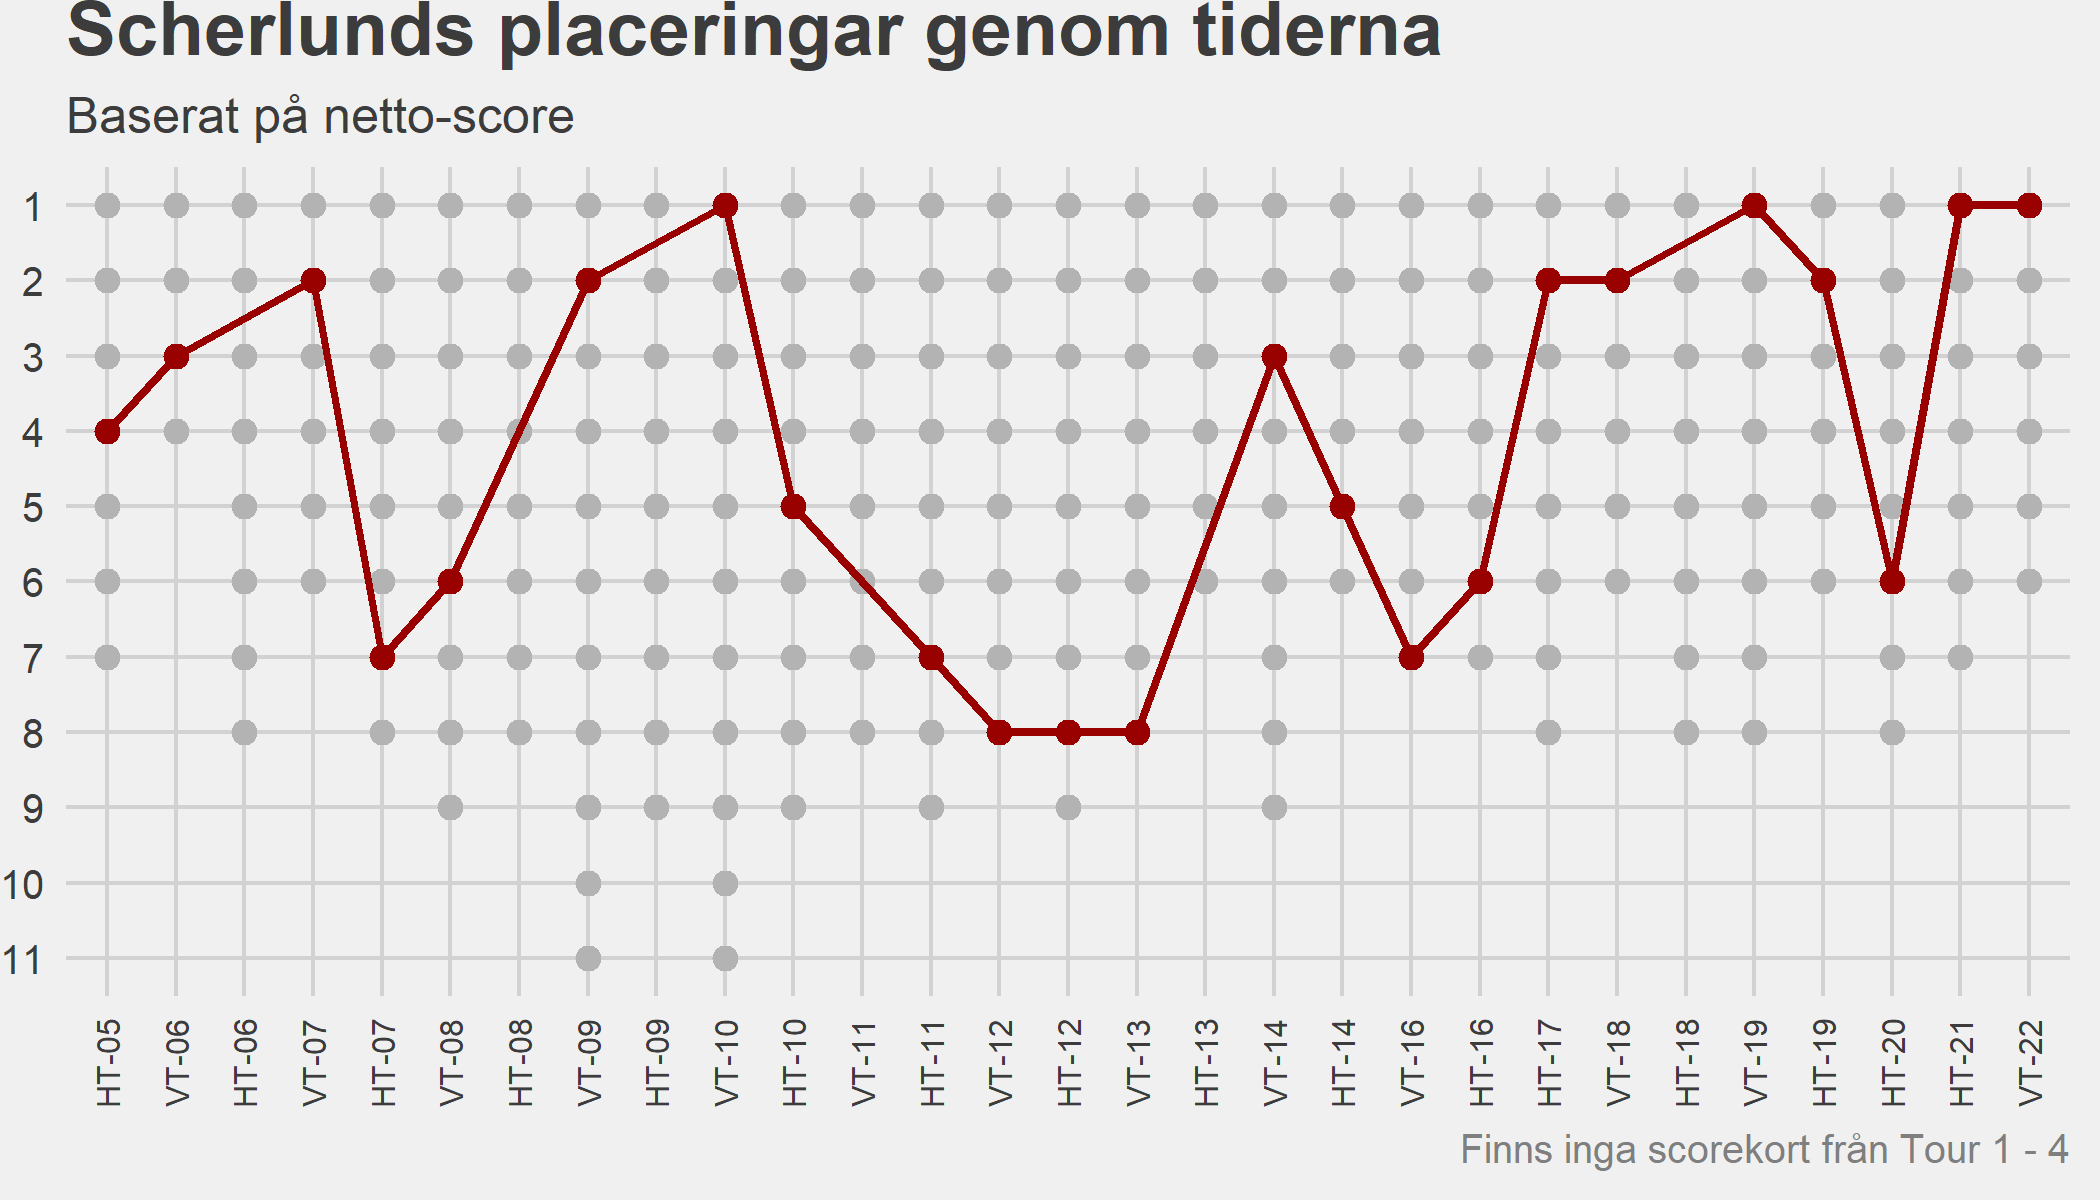 Scherlunds placeringar genom tiderna
Baserat på netto-score
1
2
3
4
5
6
7
8
9
10
11
HT-05
VT-06
HT-06
VT-07
HT-07
VT-08
HT-08
VT-09
HT-09
VT-10
HT-10
VT-11
HT-11
VT-12
HT-12
VT-13
HT-13
VT-14
HT-14
VT-16
HT-16
HT-17
VT-18
HT-18
VT-19
HT-19
HT-20
HT-21
VT-22
Finns inga scorekort från Tour 1 - 4